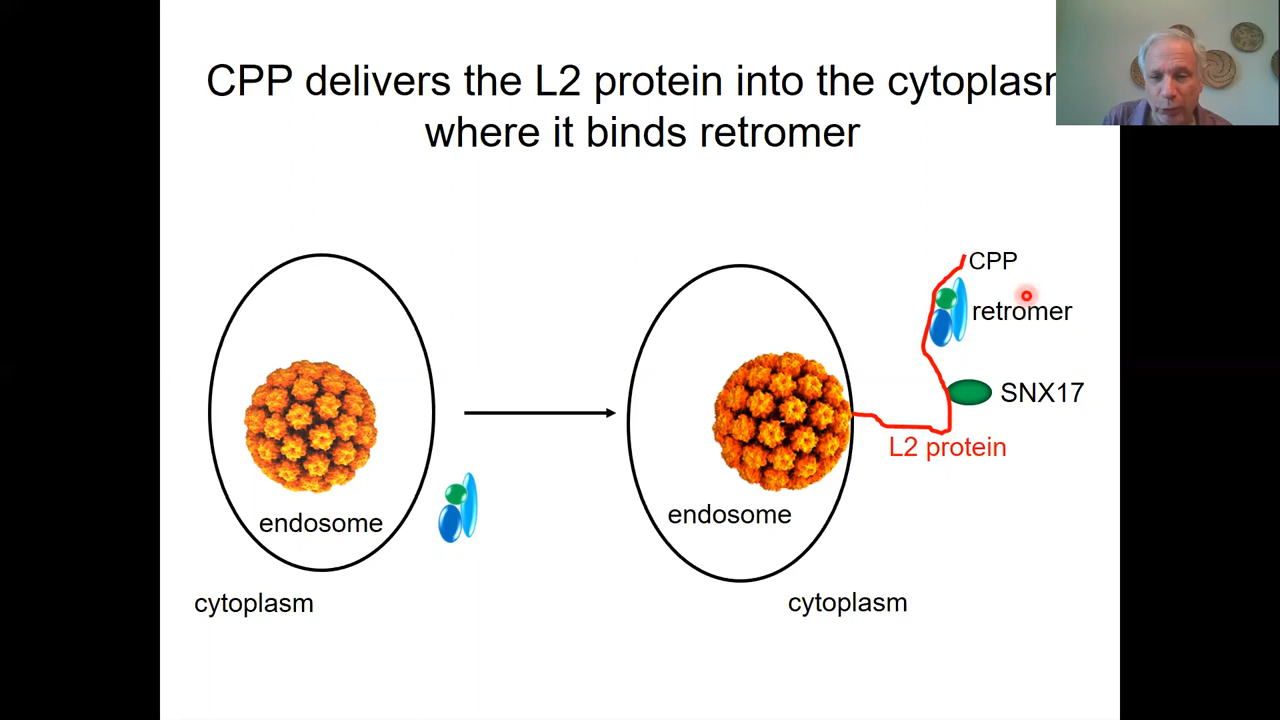 CPP delivers the L2 protein into the cytoplasm
where it binds retromer
CPP
retromer
SNX17
L2 protein
endosome
endosome
cytoplasm
cytoplasm